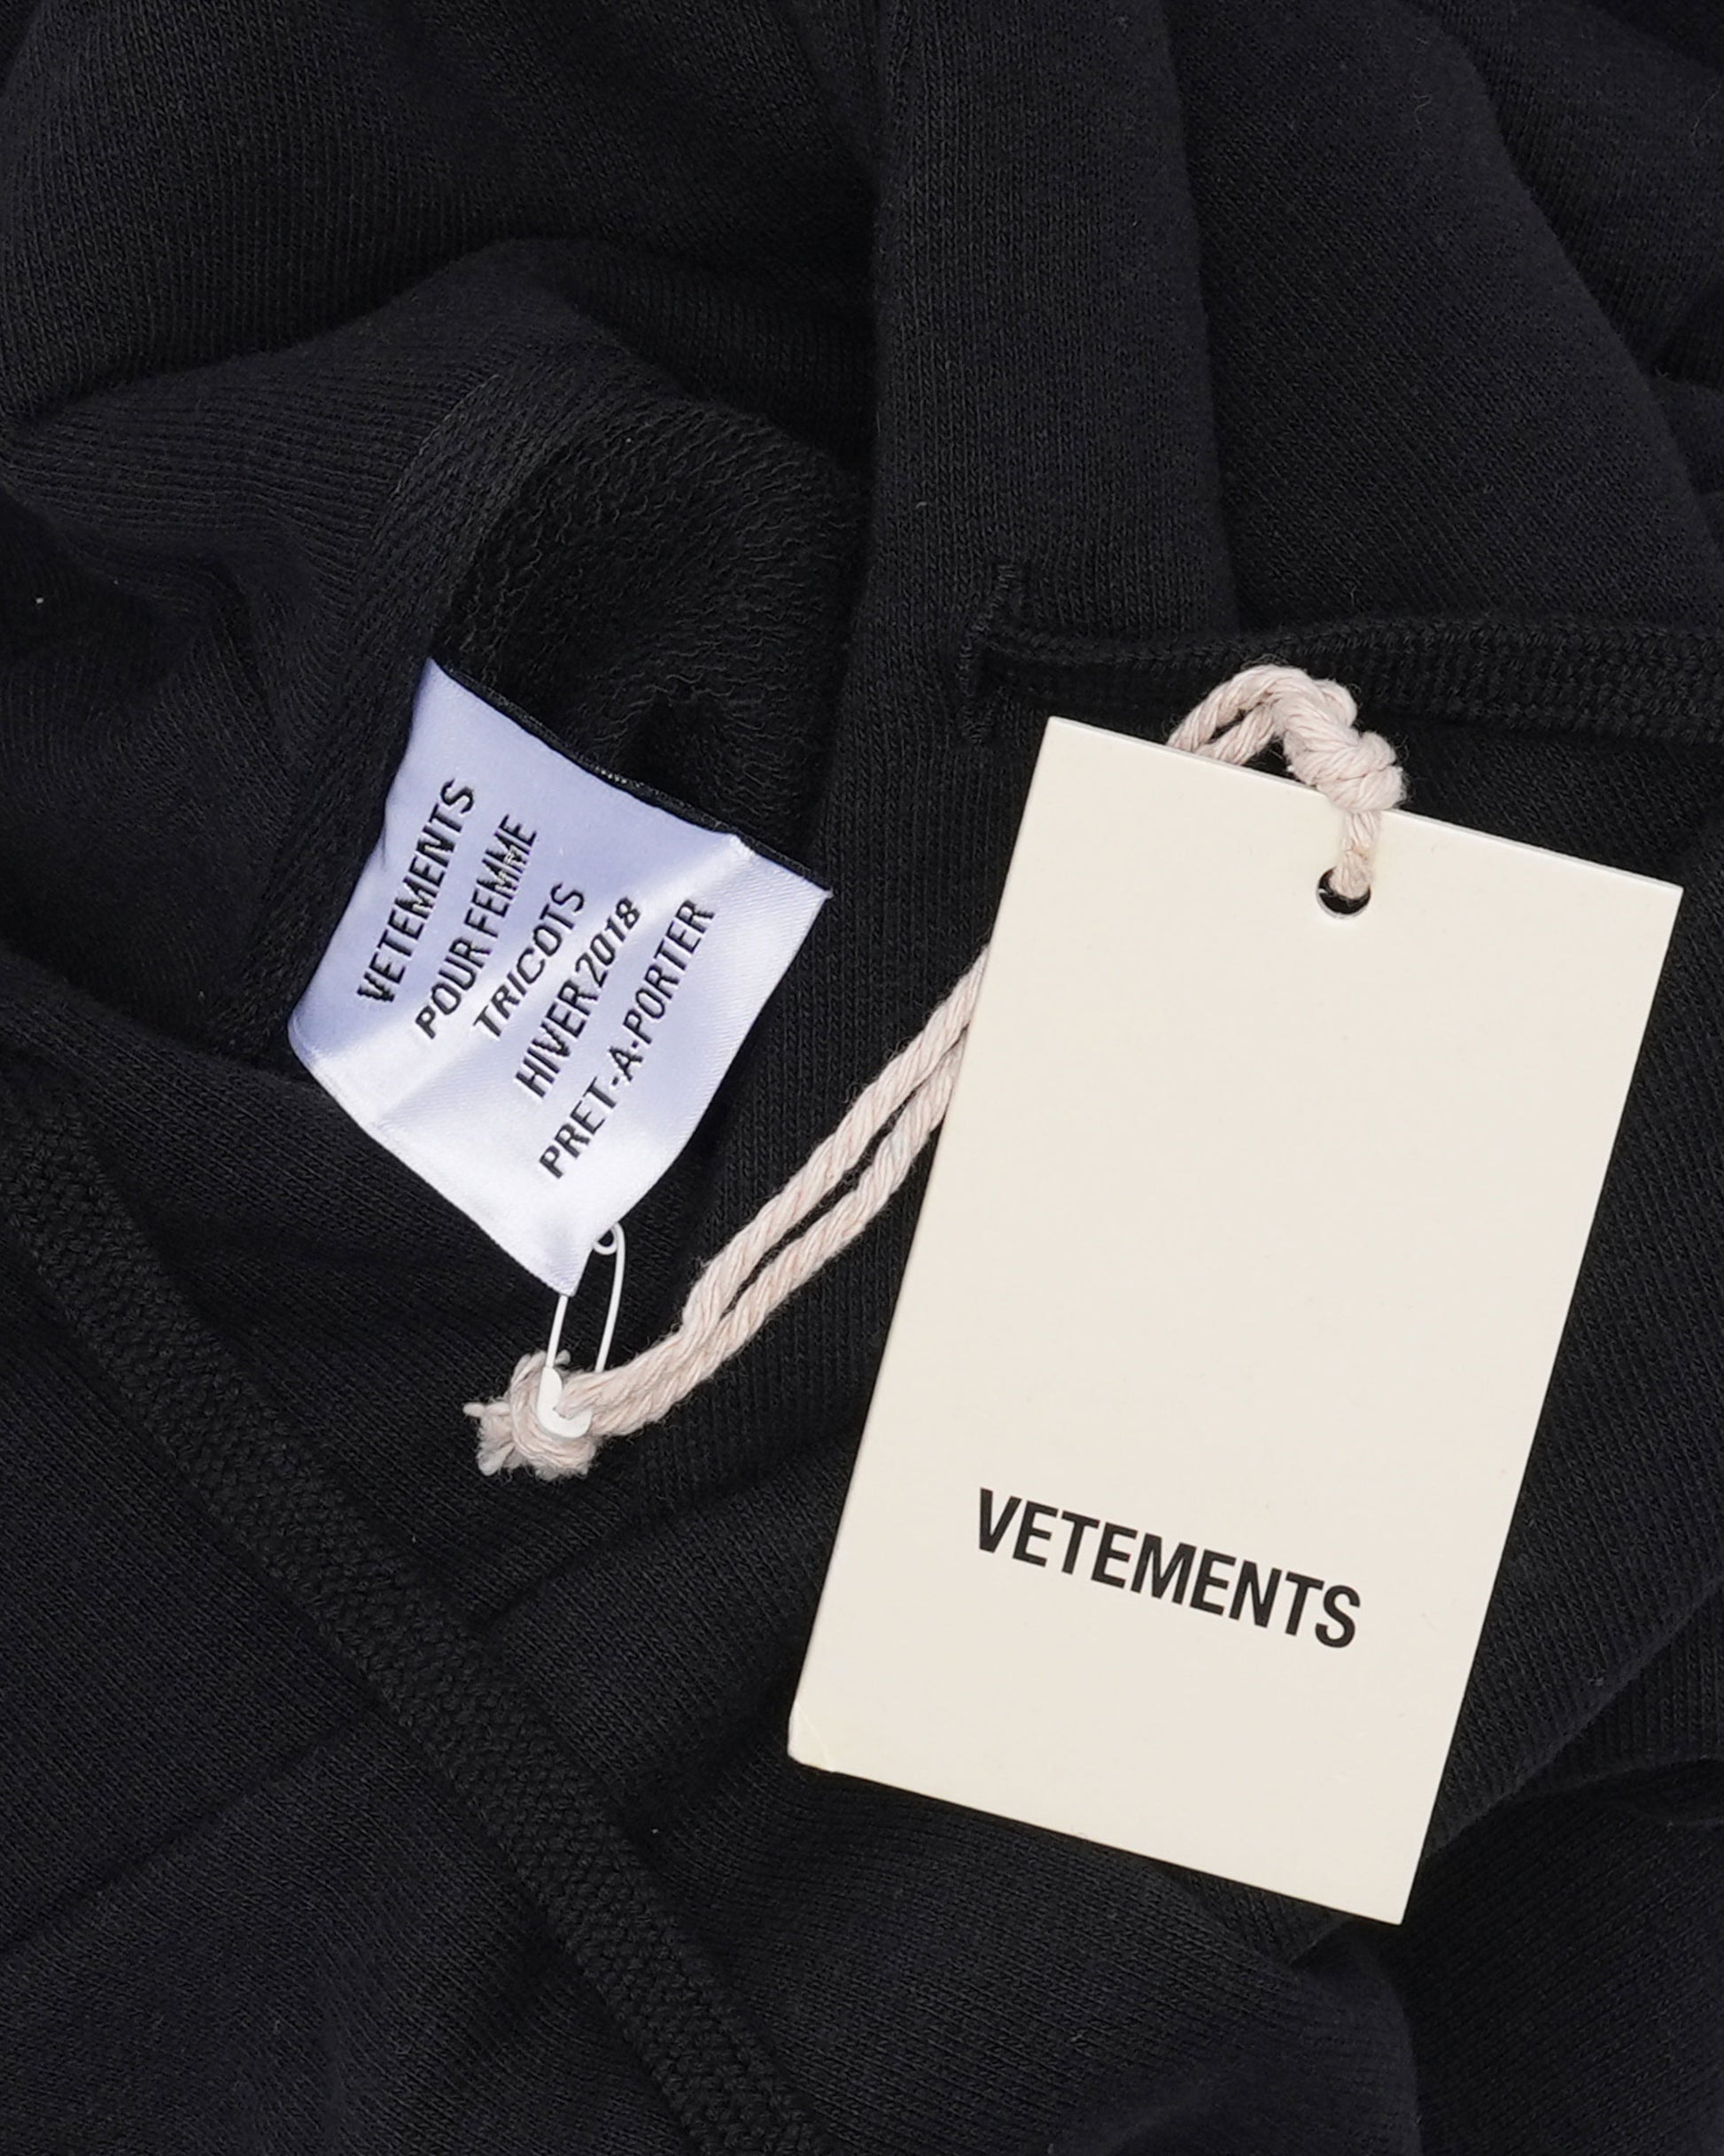 VETEMENTS
POUR FEMME
TRICOTS
HIVER 2018
PRET-A-PORTER
VETEMENTS